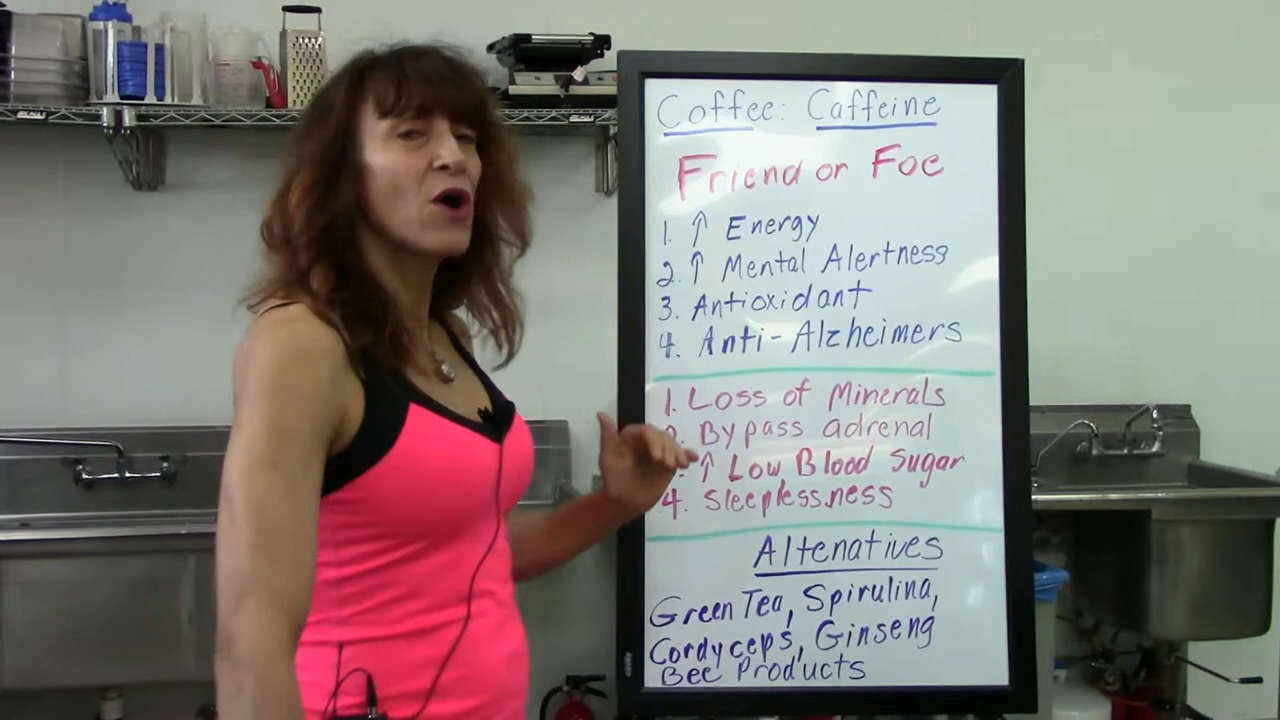 Coffee: Caffeine
Friend or Foe
1. ↑ Energy
2. ↑ Mental Alertness
3. Antioxidant
4. Anti-Alzheimers
1. Loss of Minerals
2. Bypass adrenal
↑ Low Blood Sugar
4. Sleeplessness
Altenatives
Green Tea, Spirulina,
Cordyceps, Ginseng
Bee Products